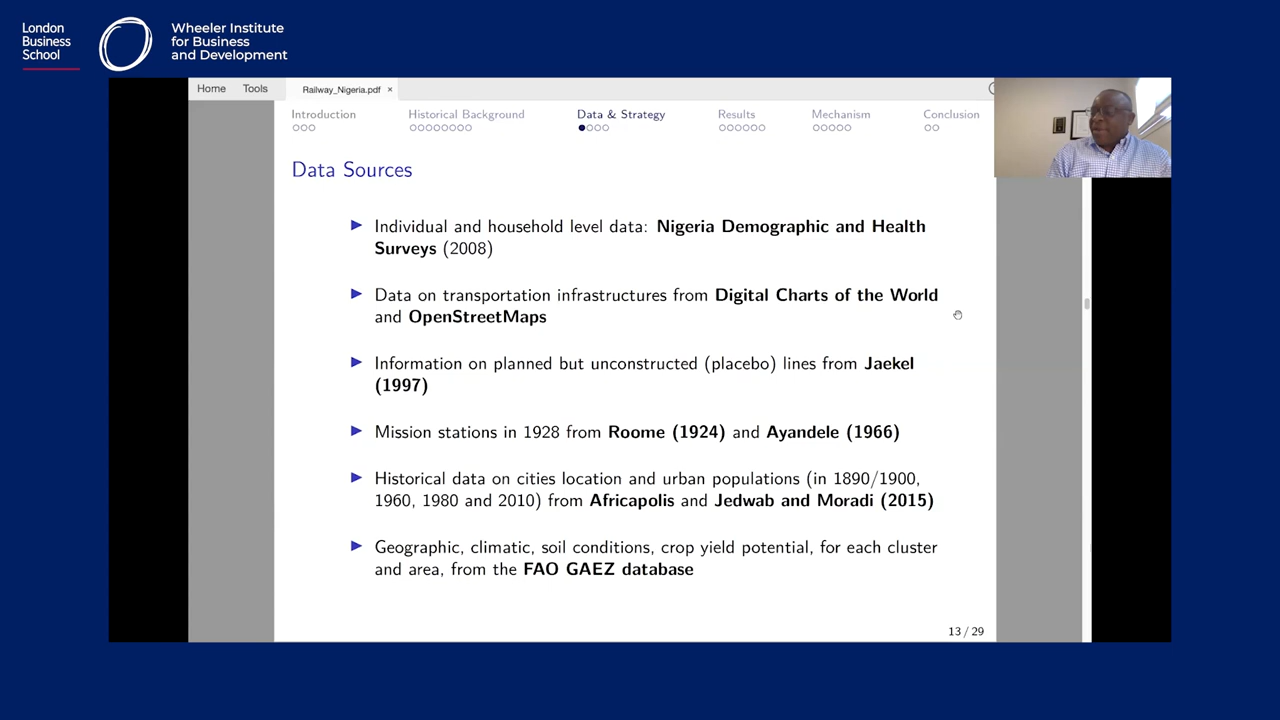 London
Business
School
Wheeler Institute
for Business
and Development
Home Tools Railway_Nigeria.pdf ×
Introduction Historical Background Data & Strategy Results Mechanism Conclusion
Data Sources
Individual and household level data: Nigeria Demographic and Health
Surveys (2008)
Data on transportation infrastructures from Digital Charts of the World
and OpenStreetMaps
Information on planned but unconstructed (placebo) lines from Jaekel
(1997)
Mission stations in 1928 from Roome (1924) and Ayandele (1966)
Historical data on cities location and urban populations (in 1890/1900,
1960, 1980 and 2010) from Africapolis and Jedwab and Moradi (2015)
Geographic, climatic, soil conditions, crop yield potential, for each cluster
and area, from the FAO GAEZ database
13 / 29